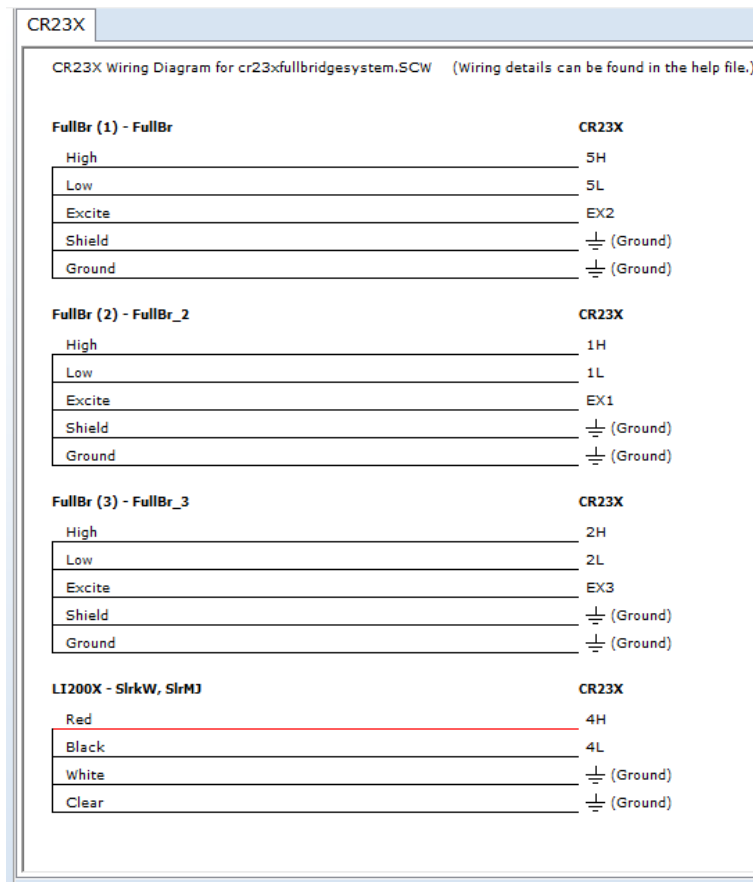 CR23X
CR23X Wiring Diagram for cr23xfullbridgesystem.SCW (Wiring details can be found in the help file.)
FullBr (1) - FullBr CR23X
High 5H
Low 5L
Excite EX2
Shield (Ground)
Ground (Ground)
FullBr (2) - FullBr_2 CR23X
High 1H
Low 1L
Excite EX1
Shield (Ground)
Ground (Ground)
FullBr (3) - FullBr_3 CR23X
High 2H
Low 2L
Excite EX3
Shield (Ground)
Ground (Ground)
LI200X - SlrkW, SlrMJ CR23X
Red 4H
Black 4L
White (Ground)
Clear (Ground)